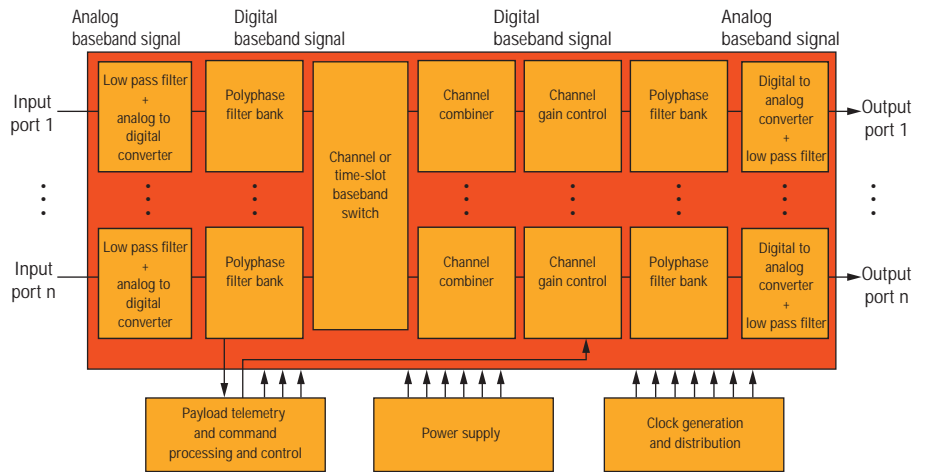 Analog
baseband signal
Digital
baseband signal
Digital
baseband signal
Analog
baseband signal
Input
port 1
Low pass filter
+
analog to
digital
converter
Polyphase
filter bank
Channel or
time-slot
baseband
switch
Channel
combiner
Channel
gain control
Polyphase
filter bank
Digital to
analog
converter
+
low pass filter
Output
port 1
Input
port n
Low pass filter
+
analog to
digital
converter
Polyphase
filter bank
Channel
combiner
Channel
gain control
Polyphase
filter bank
Digital to
analog
converter
+
low pass filter
Output
port n
Payload telemetry
and command
processing and control
Power supply
Clock generation
and distribution